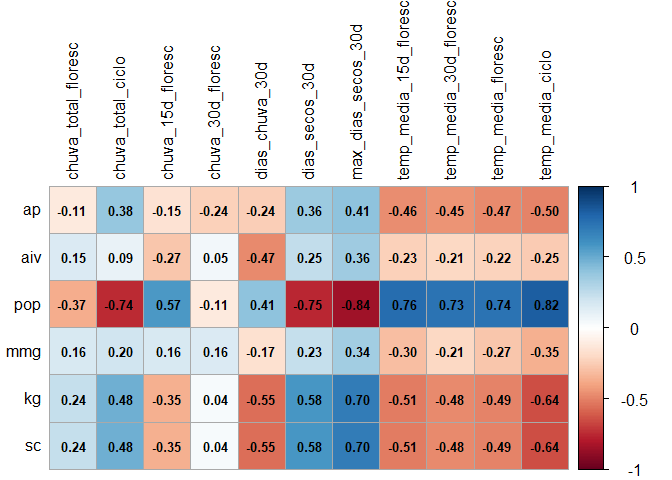 chuva_total_floresc chuva_total_ciclo chuva_15d_floresc chuva_30d_floresc dias_chuva_30d dias_secos_30d max_dias_secos_30d temp_media_15d_floresc temp_media_30d_floresc temp_media_floresc temp_media_ciclo
ap -0.11 0.38 -0.15 -0.24 -0.24 0.36 0.41 -0.46 -0.45 -0.47 -0.50
aiv 0.15 0.09 -0.27 0.05 -0.47 0.25 0.36 -0.23 -0.21 -0.22 -0.25
pop -0.37 -0.74 0.57 -0.11 0.41 -0.75 -0.84 0.76 0.73 0.74 0.82
mmg 0.16 0.20 0.16 0.16 -0.17 0.23 0.34 -0.30 -0.21 -0.27 -0.35
kg 0.24 0.48 -0.35 0.04 -0.55 0.58 0.70 -0.51 -0.48 -0.49 -0.64
sc 0.24 0.48 -0.35 0.04 -0.55 0.58 0.70 -0.51 -0.48 -0.49 -0.64
1
0.5
0
-0.5
-1